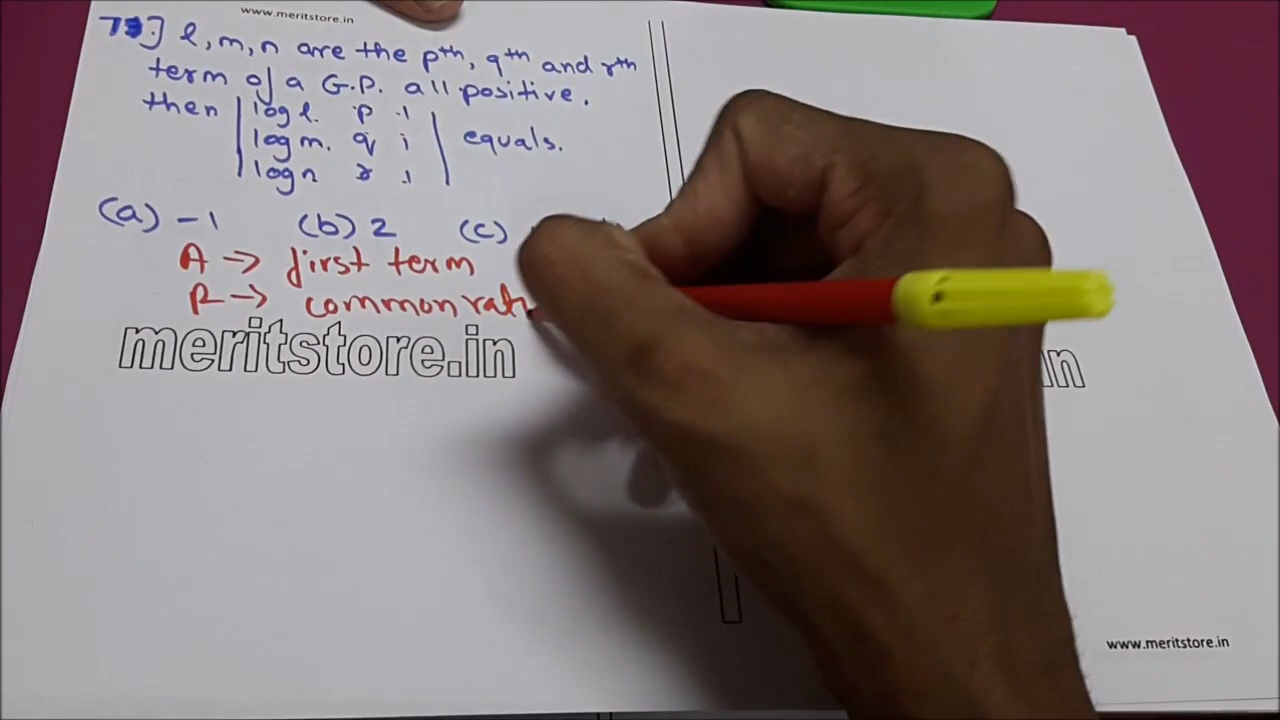 www.meritstore.in
73.] l, m, n are the pth, qth and rth
term of a G.P. all positive.
then | log l. p 1 |
| log m. q 1 | equals.
| log n r 1 |
(a) -1 (b) 2 (c)
A → first term
R → common rati
meritstore.in
www.meritstore.in